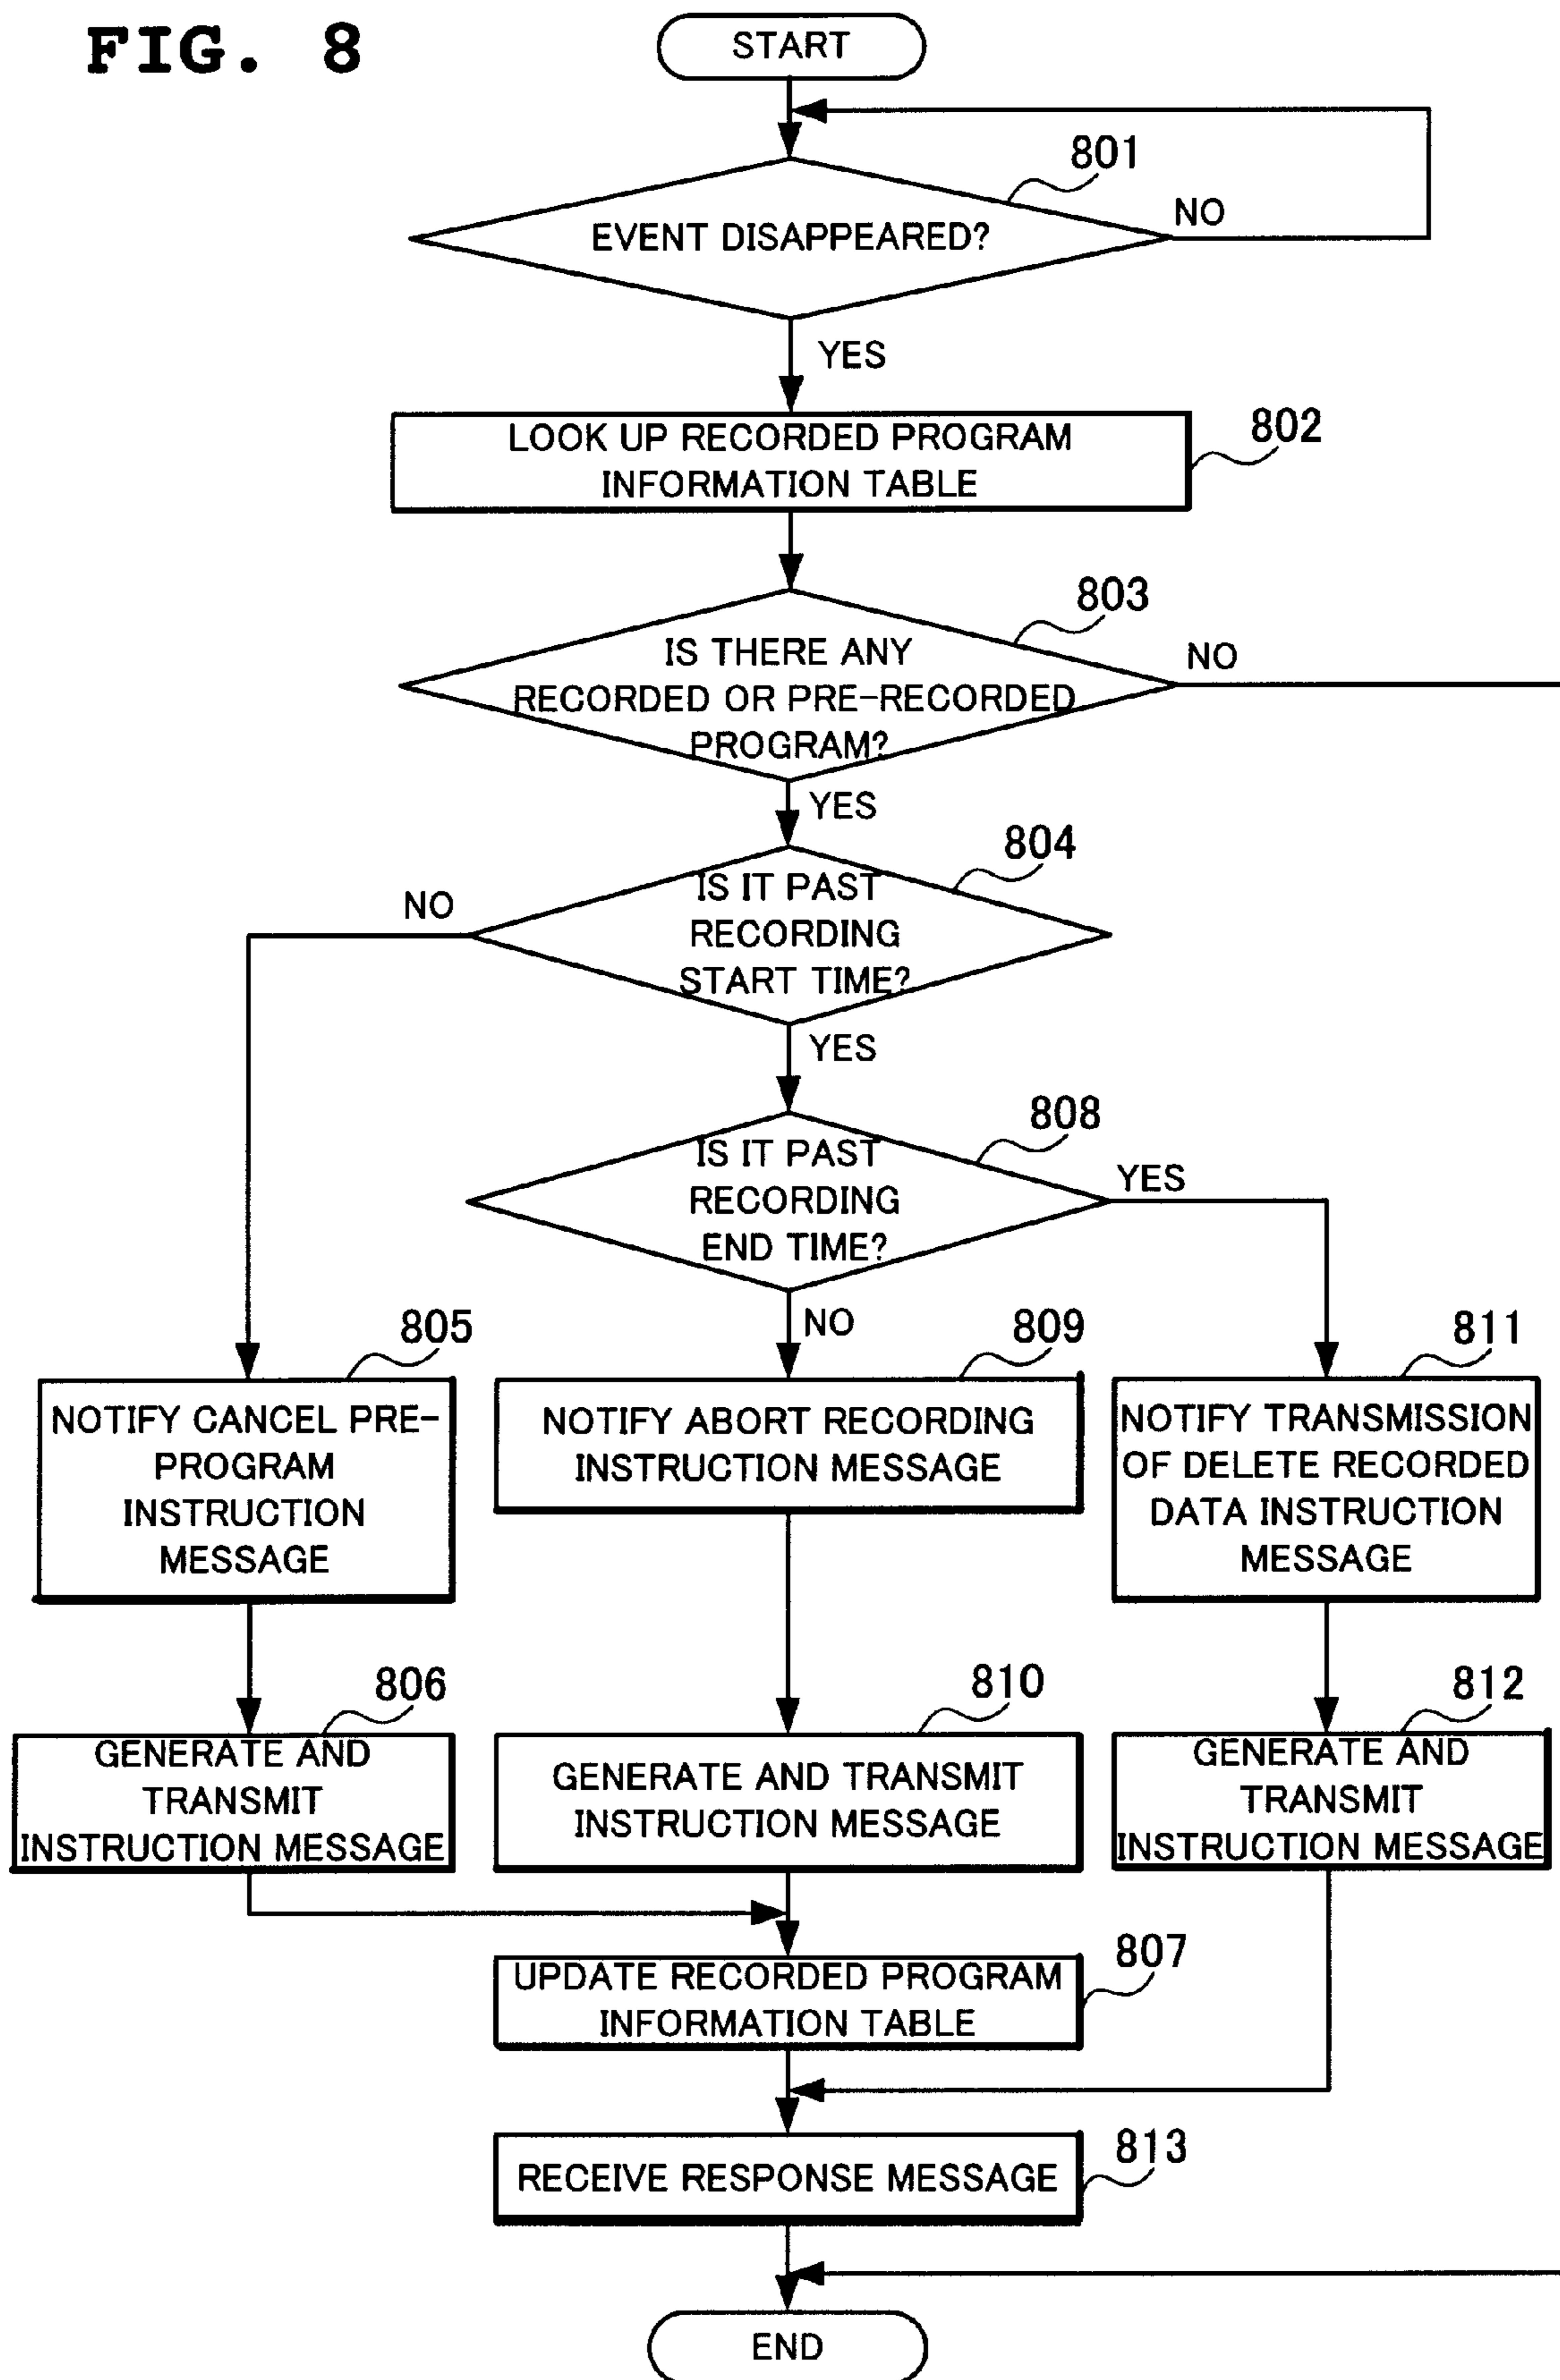 FIG. 8
START
801
EVENT DISAPPEARED?
NO
YES
LOOK UP RECORDED PROGRAM
INFORMATION TABLE
802
803
IS THERE ANY
RECORDED OR PRE-RECORDED
PROGRAM?
NO
YES
804
IS IT PAST
RECORDING
START TIME?
NO
YES
808
IS IT PAST
RECORDING
END TIME?
YES
NO
805
NOTIFY CANCEL PRE-
PROGRAM
INSTRUCTION
MESSAGE
809
NOTIFY ABORT RECORDING
INSTRUCTION MESSAGE
811
NOTIFY TRANSMISSION
OF DELETE RECORDED
DATA INSTRUCTION
MESSAGE
806
GENERATE AND
TRANSMIT
INSTRUCTION MESSAGE
810
GENERATE AND TRANSMIT
INSTRUCTION MESSAGE
812
GENERATE AND
TRANSMIT
INSTRUCTION MESSAGE
807
UPDATE RECORDED PROGRAM
INFORMATION TABLE
813
RECEIVE RESPONSE MESSAGE
END